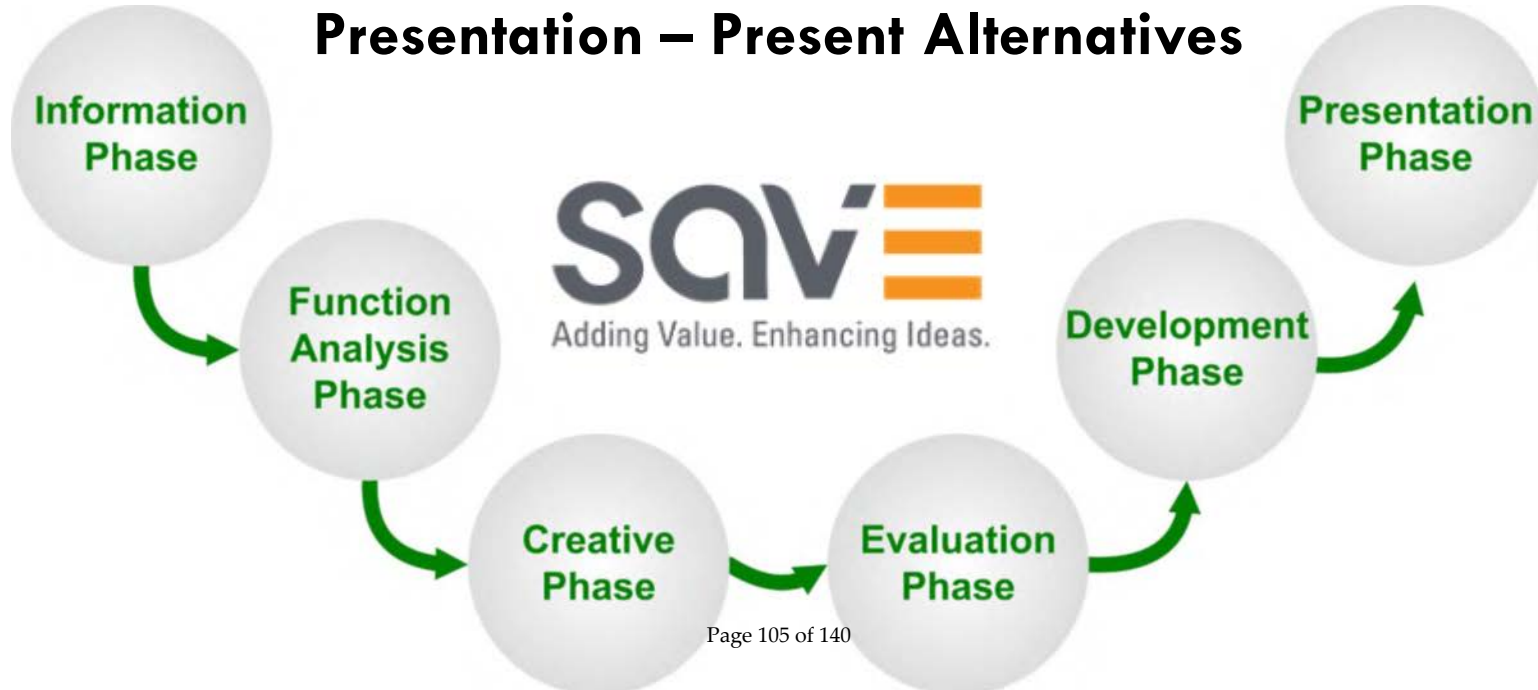 Presentation – Present Alternatives
Information
Phase
Function
Analysis
Phase
Creative
Phase
Evaluation
Phase
Development
Phase
Presentation
Phase
SAVE
Adding Value. Enhancing Ideas.
Page 105 of 140